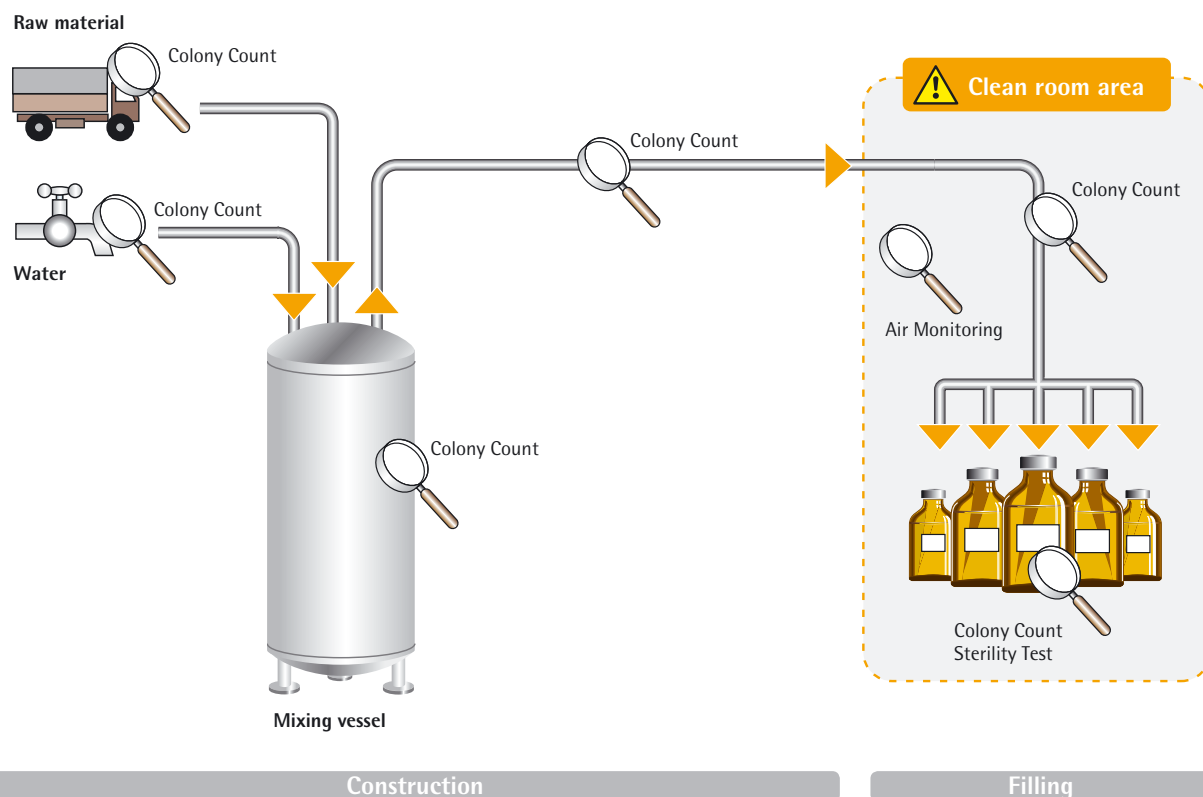 Raw material
Colony Count
Clean room area
Colony Count
Colony Count
Colony Count
Water
Air Monitoring
Colony Count
Colony Count
Sterility Test
Mixing vessel
Construction
Filling